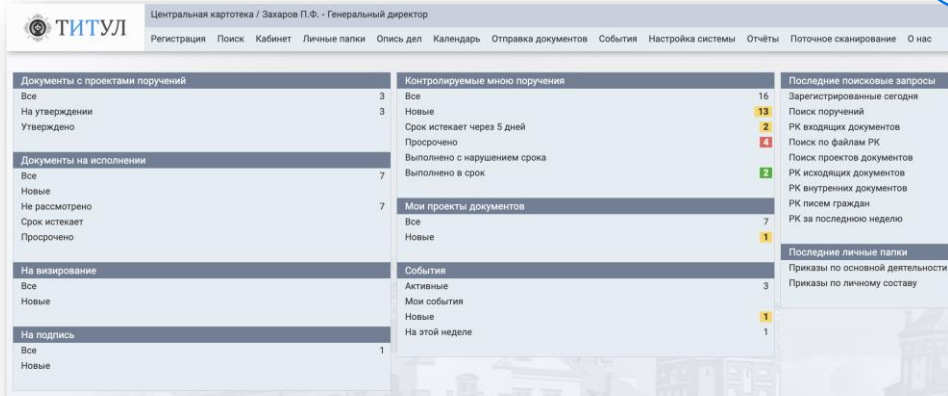 ТИТУЛ
Центральная картотека / Захаров П.Ф. - Генеральный директор
Регистрация Поиск Кабинет Личные папки Опись дел Календарь Отправка документов События Настройка системы Отчёты Поточное сканирование О нас
Документы с проектами поручений
Все 3
На утверждении 3
Утверждено
Документы на исполнении
Все 7
Новые
Не рассмотрено 7
Срок истекает
Просрочено
На визирование
Все
Новые
На подпись
Все 1
Новые
Контролируемые мною поручения
Все 16
Новые 13
Срок истекает через 5 дней 2
Просрочено 4
Выполнено с нарушением срока
Выполнено в срок 2
Мои проекты документов
Все 7
Новые 1
События
Активные 3
Мои события
Новые 1
На этой неделе 1
Последние поисковые запросы
Зарегистрированные сегодня
Поиск поручений
РК входящих документов
Поиск по файлам РК
Поиск проектов документов
РК исходящих документов
РК внутренних документов
РК писем граждан
РК за последнюю неделю
Последние личные папки
Приказы по основной деятельности
Приказы по личному составу